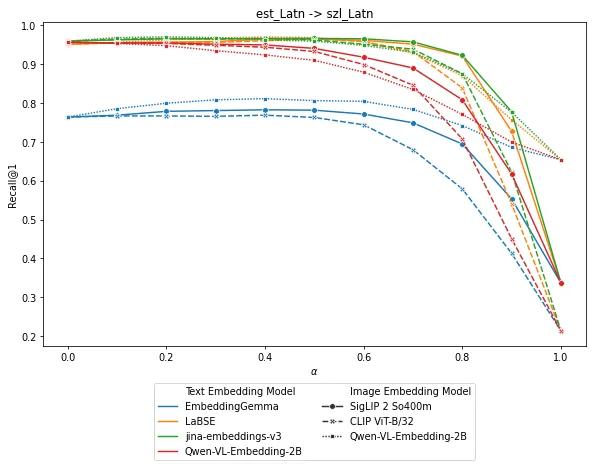 est_Latn -> szl_Latn
Recall@1
1.0
0.9
0.8
0.7
0.6
0.5
0.4
0.3
0.2
0.0 0.2 0.4 0.6 0.8 1.0
α
Text Embedding Model Image Embedding Model
EmbeddingGemma SigLIP 2 So400m
LaBSE CLIP ViT-B/32
jina-embeddings-v3 Qwen-VL-Embedding-2B
Qwen-VL-Embedding-2B